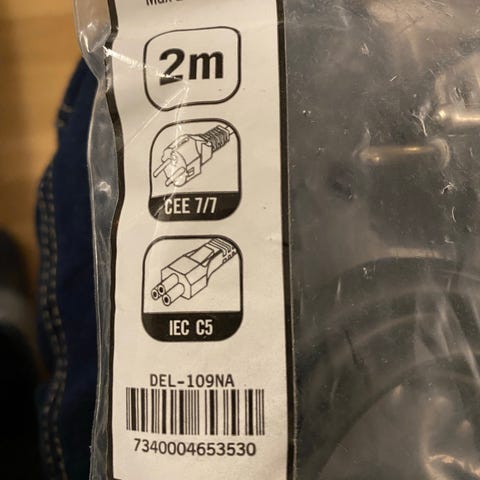 2m
CEE 7/7
IEC C5
DEL-109NA
7340004653530